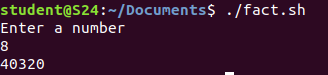 student@S24:~/Documents$ ./fact.sh
Enter a number
8
40320